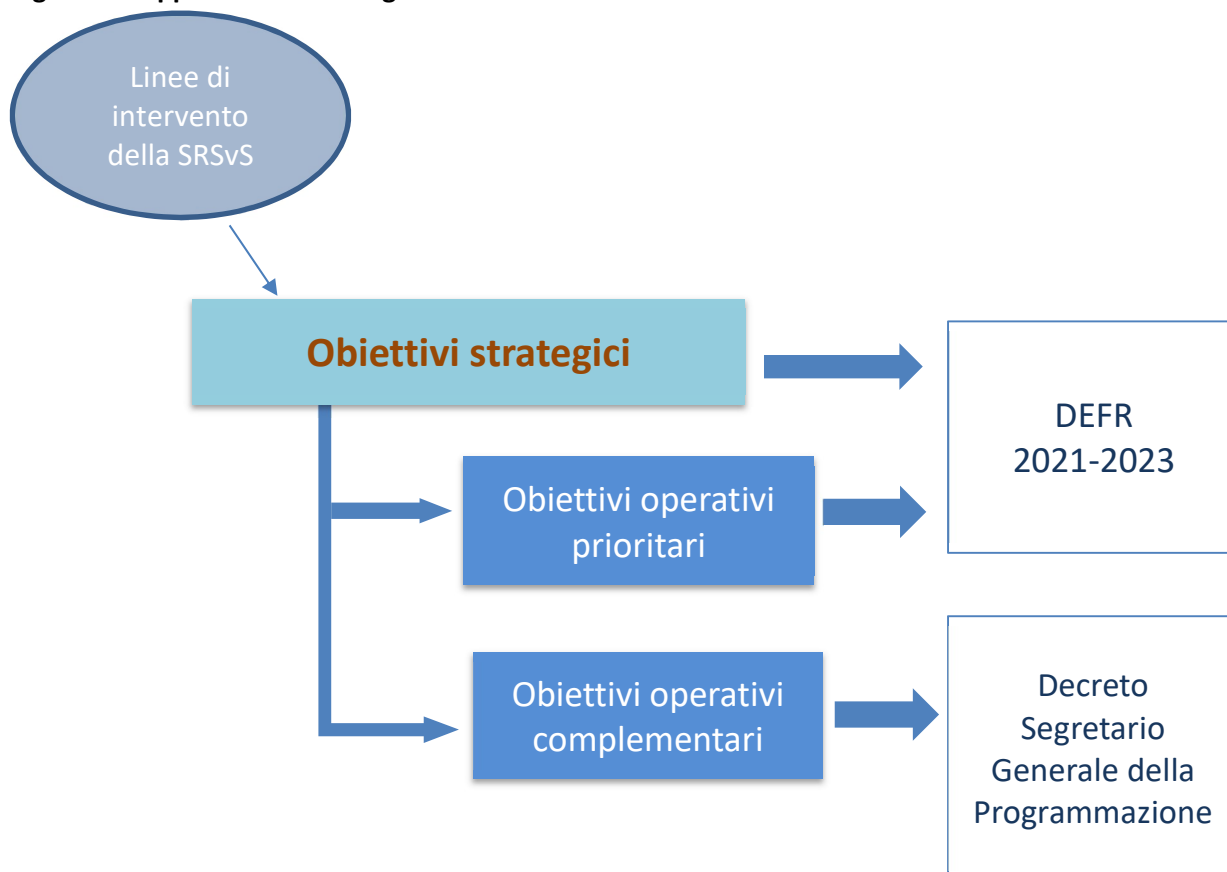 Linee di
intervento
della SRSvS
Obiettivi strategici
DEFR
2021-2023
Obiettivi operativi
prioritari
Obiettivi operativi
complementari
Decreto
Segretario
Generale della
Programmazione